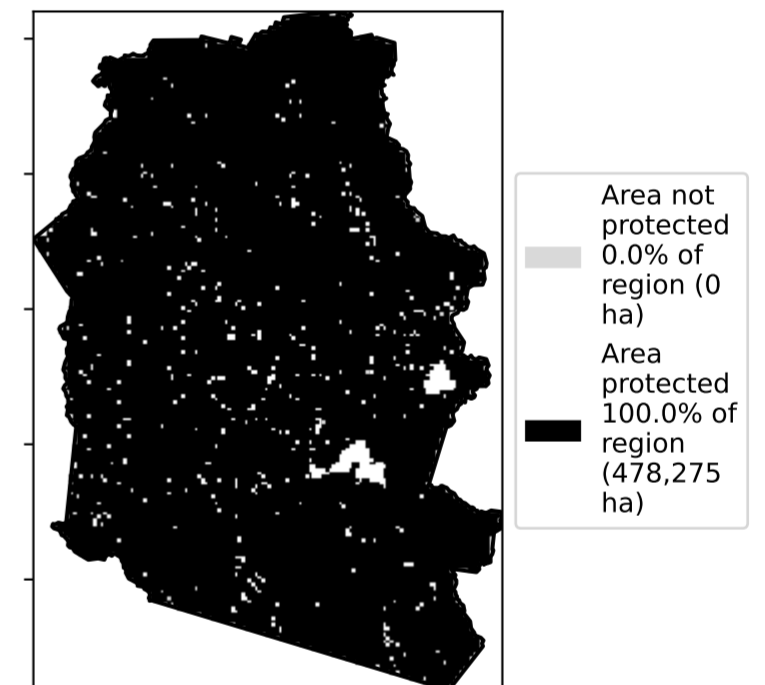 Area not
protected
0.0% of
region (0
ha)
Area
protected
100.0% of
region
(478,275
ha)